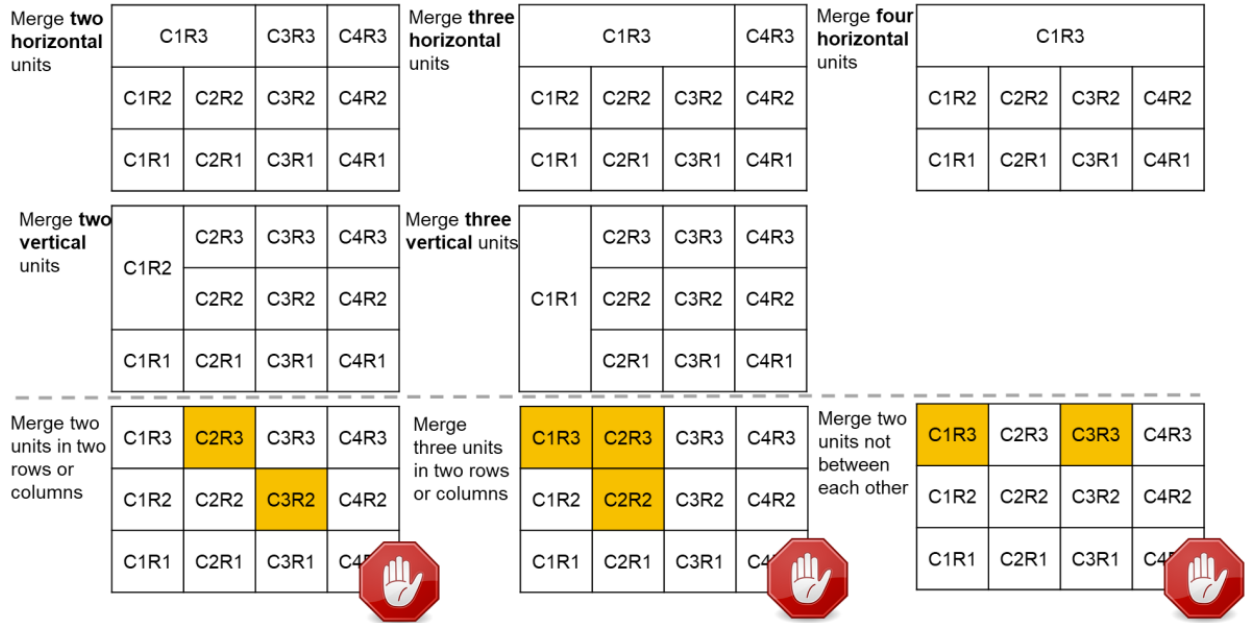 Merge two
horizontal
units
C1R3 C3R3 C4R3
C1R2 C2R2 C3R2 C4R2
C1R1 C2R1 C3R1 C4R1
Merge three
horizontal
units
C1R3 C4R3
C1R2 C2R2 C3R2 C4R2
C1R1 C2R1 C3R1 C4R1
Merge four
horizontal
units
C1R3
C1R2 C2R2 C3R2 C4R2
C1R1 C2R1 C3R1 C4R1
Merge two
vertical
units
C2R3 C3R3 C4R3
C1R2
C2R2 C3R2 C4R2
C1R1 C2R1 C3R1 C4R1
Merge three
vertical units
C2R3 C3R3 C4R3
C1R1 C2R2 C3R2 C4R2
C2R1 C3R1 C4R1
Merge two
units in two
rows or
columns
C1R3 C2R3 C3R3 C4R3
C1R2 C2R2 C3R2 C4R2
C1R1 C2R1 C3R1
Merge
three units
in two rows
or columns
C1R3 C2R3 C3R3 C4R3
C1R2 C2R2 C3R2 C4R2
C1R1 C2R1 C3R1
Merge two
units not
between
each other
C1R3 C2R3 C3R3 C4R3
C1R2 C2R2 C3R2 C4R2
C1R1 C2R1 C3R1